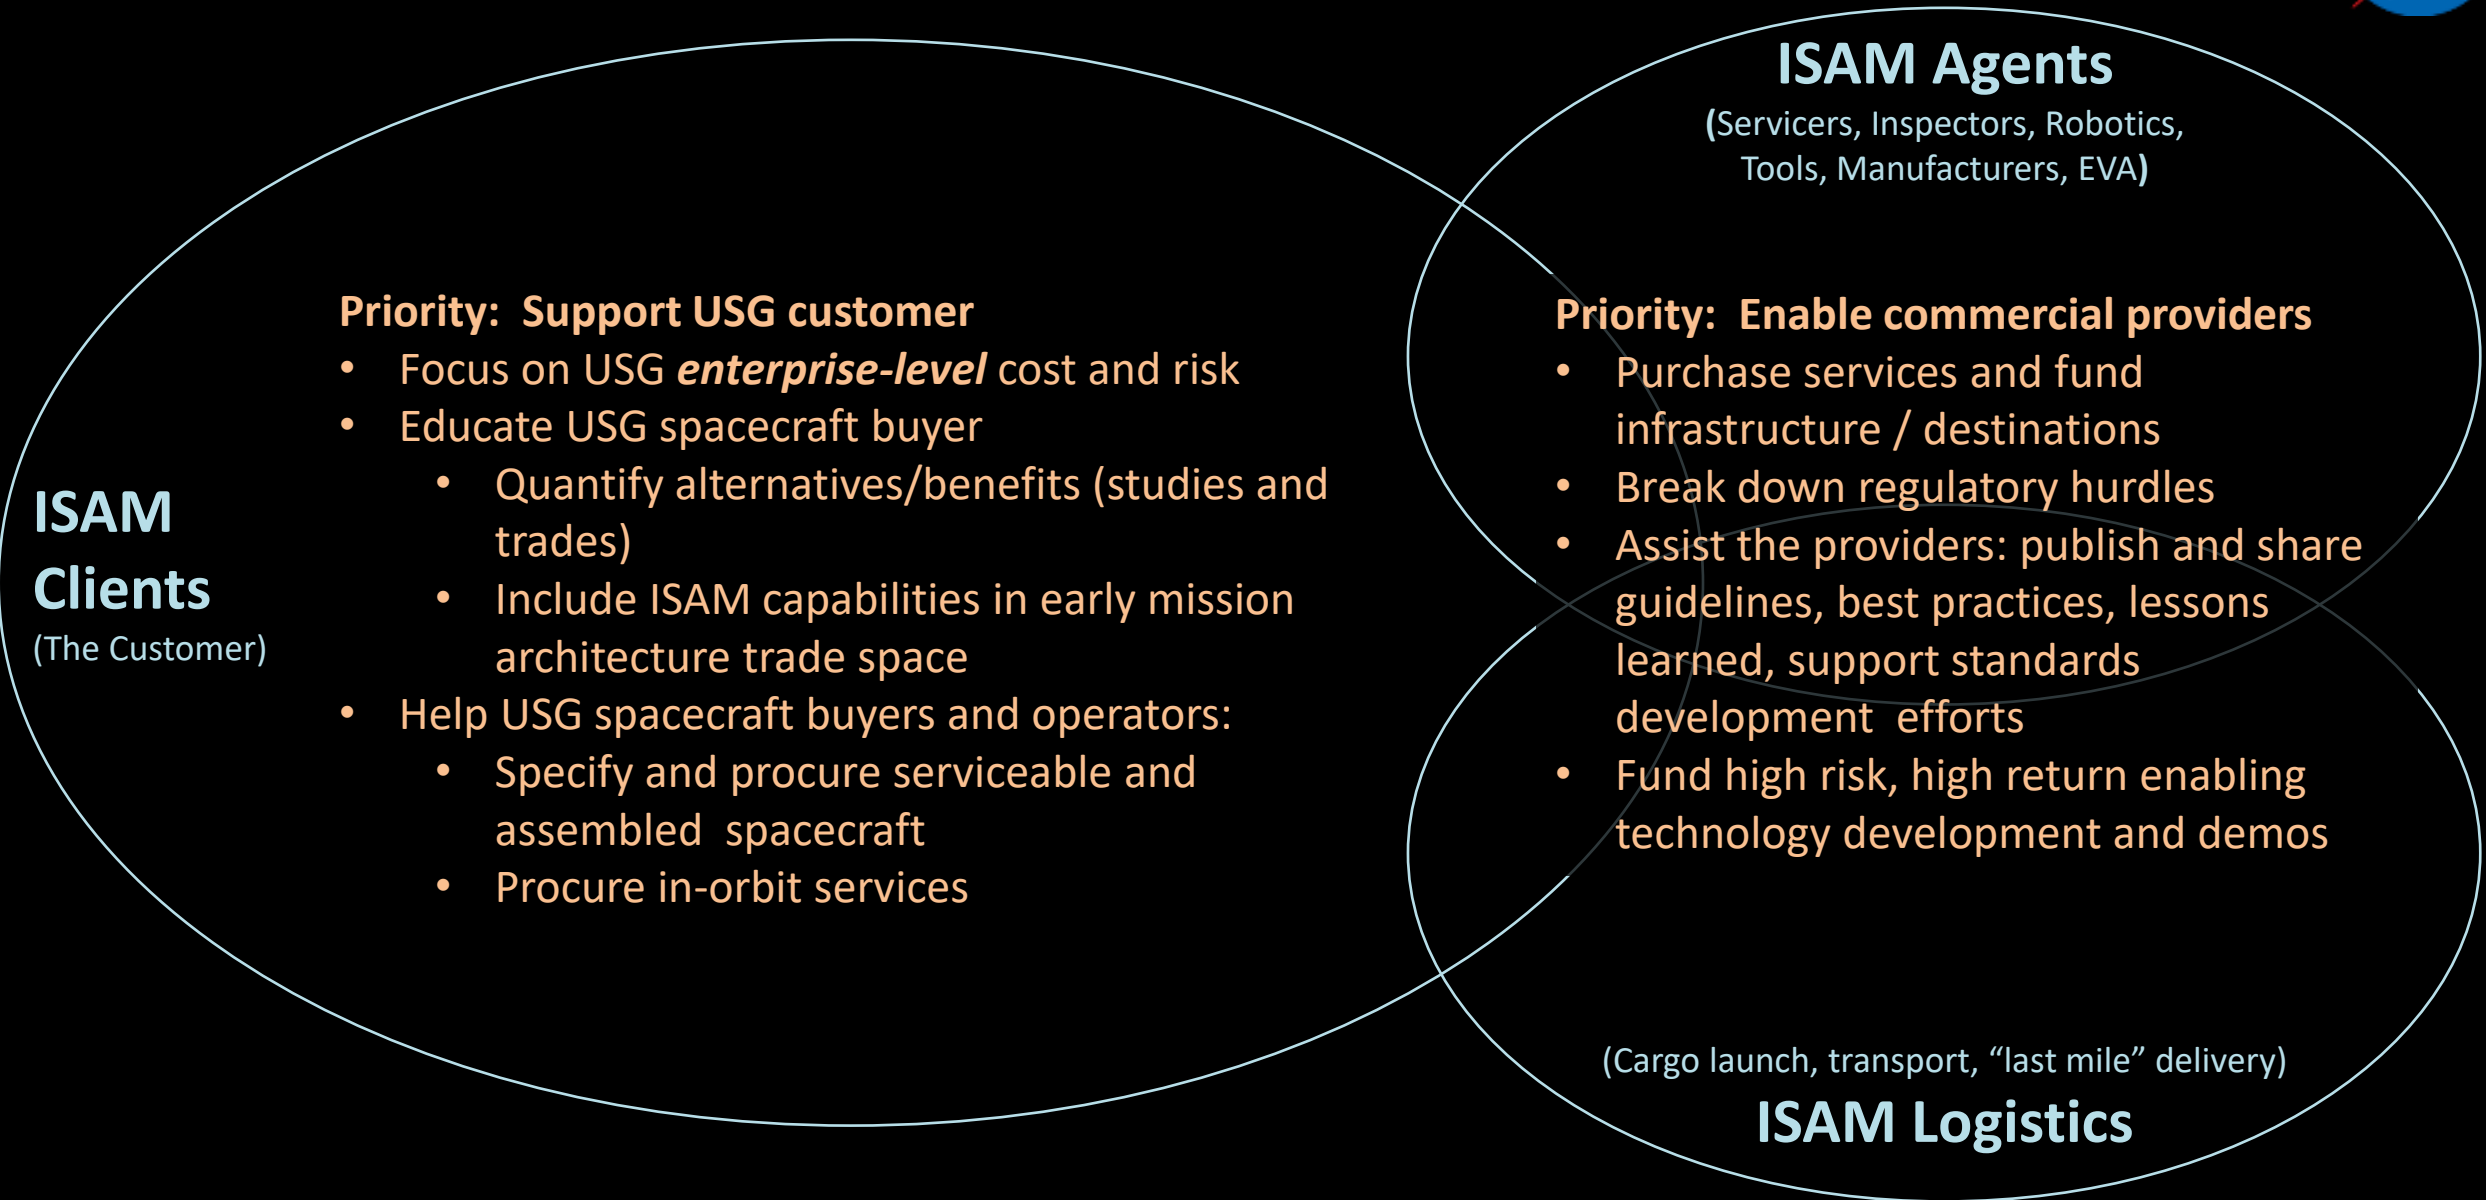 ISAM Agents
(Servicers, Inspectors, Robotics,
Tools, Manufacturers, EVA)
ISAM
Clients
(The Customer)
Priority:  Support USG customer
• Focus on USG enterprise-level cost and risk
• Educate USG spacecraft buyer
• Quantify alternatives/benefits (studies and
trades)
• Include ISAM capabilities in early mission
architecture trade space
• Help USG spacecraft buyers and operators:
• Specify and procure serviceable and
assembled  spacecraft
• Procure in-orbit services
Priority:  Enable commercial providers
• Purchase services and fund
infrastructure / destinations
• Break down regulatory hurdles
• Assist the providers: publish and share
guidelines, best practices, lessons
learned, support standards
development  efforts
• Fund high risk, high return enabling
technology development and demos
(Cargo launch, transport, “last mile” delivery)
ISAM Logistics